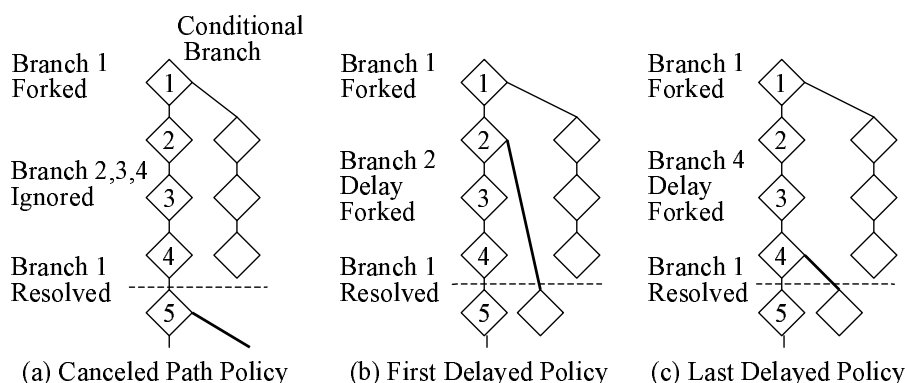 Conditional
Branch
Branch 1
Forked
1
2
Branch 2,3,4
Ignored
3
4
Branch 1
Resolved
5
(a) Canceled Path Policy
Branch 1
Forked
1
2
Branch 2
Delay
Forked
3
4
Branch 1
Resolved
5
(b) First Delayed Policy
Branch 1
Forked
1
2
Branch 4
Delay
Forked
3
4
Branch 1
Resolved
5
(c) Last Delayed Policy